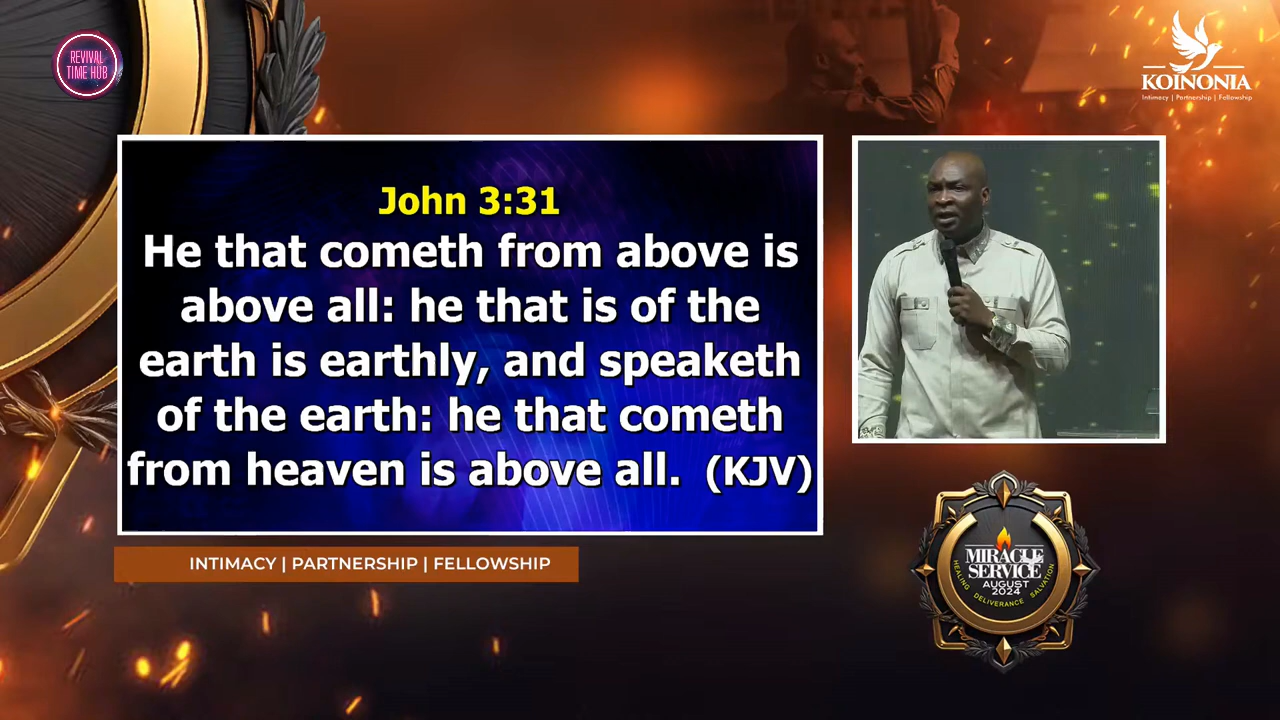 REVIVAL
TIME HUB
KOINONIA
Intimacy | Partnership | Fellowship
John 3:31
He that cometh from above is
above all: he that is of the
earth is earthly, and speaketh
of the earth: he that cometh
from heaven is above all. (KJV)
INTIMACY | PARTNERSHIP | FELLOWSHIP
MIRACLE
SERVICE
AUGUST
2024
HEALING DELIVERANCE SALVATION